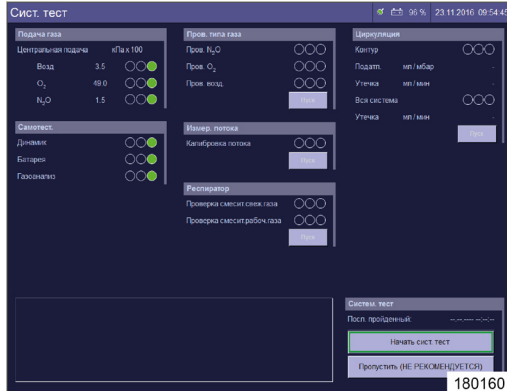 Сист. тест 96 % 23.11.2016 09:54:45
Подача газа
Центральная подача кПа x 100
Возд 3.5
O2 49.0
N2O 1.5
Самотест.
Динамик
Батарея
Газоанализ
Пров. типа газа
Пров. N2O
Пров. O2
Пров. возд.
Пуск
Измер. потока
Калибровка потока
Пуск
Респиратор
Проверка смесит.свеж.газа
Проверка смесит.рабоч.газа
Пуск
Циркуляция
Контур
Податл. мл / мбар -
Утечка мл / мин -
Вся система
Утечка мл / мин -
Пуск
Систем. тест
Посл. пройденный: --.--.---- --:--:--
Начать сист. тест
Пропустить (НЕ РЕКОМЕНДУЕТСЯ)
180160